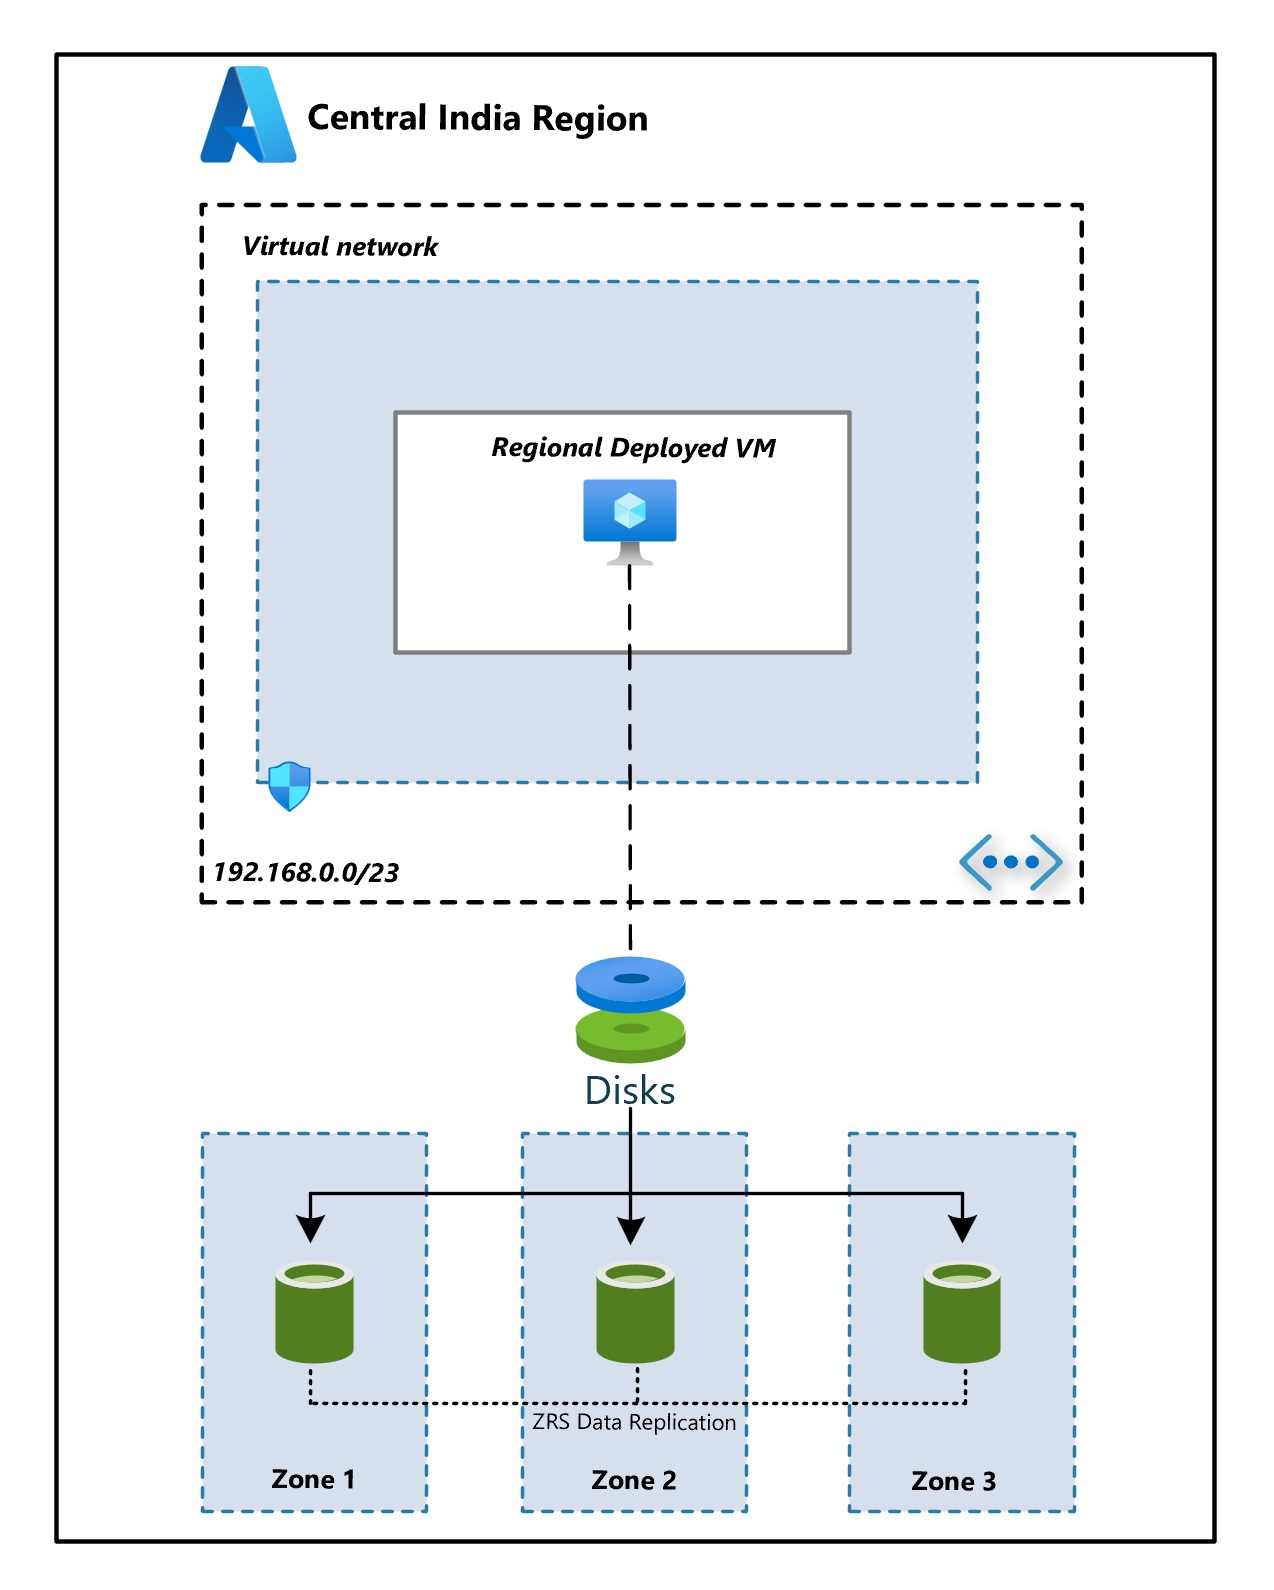 Central India Region
Virtual network
Regional Deployed VM
192.168.0.0/23
Disks
ZRS Data Replication
Zone 1
Zone 2
Zone 3